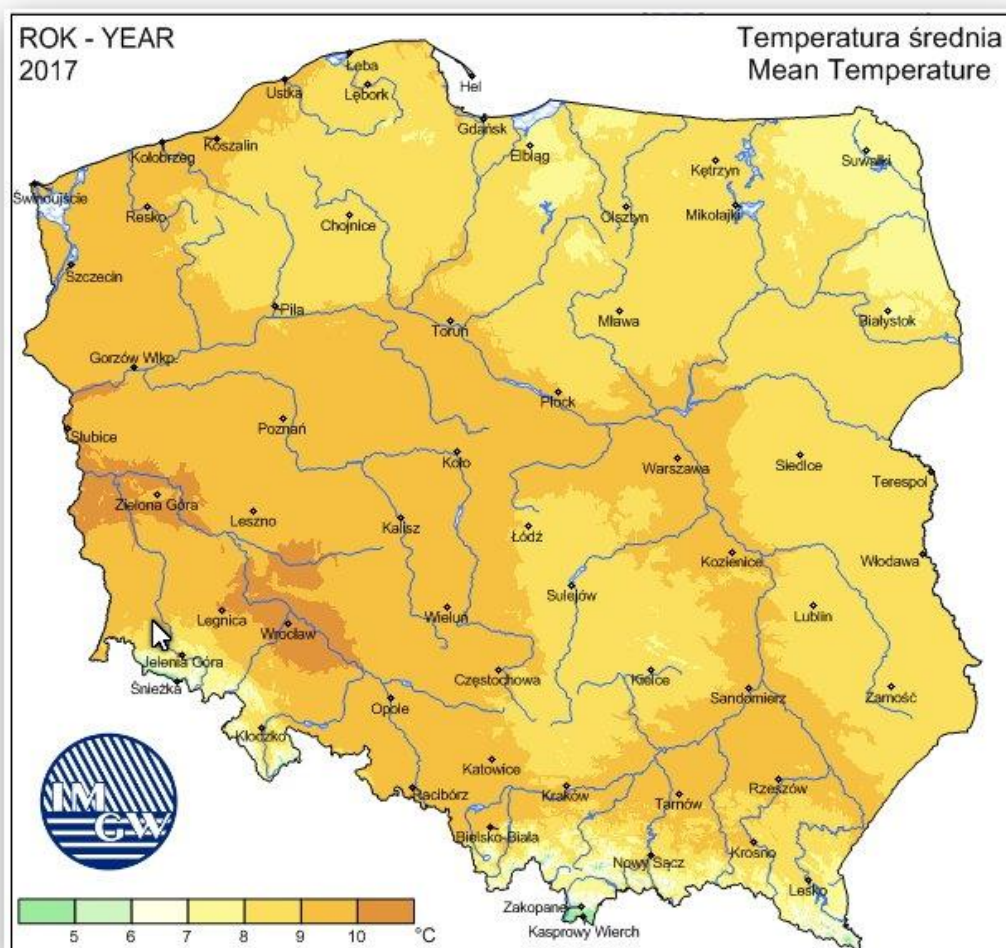 ROK - YEAR
2017
Temperatura średnia
Mean Temperature
Łeba
Hel
Ustka
Lębork
Gdańsk
Koszalin
Kołobrzeg
Elbląg
Kętrzyn
Suwałki
Świnoujście
Resko
Chojnice
Olsztyn
Mikołajki
Szczecin
Piła
Toruń
Mława
Białystok
Gorzów Wlkp.
Płock
Słubice
Poznań
Koło
Warszawa
Siedlce
Terespol
Zielona Góra
Leszno
Kalisz
Łódź
Kozienice
Włodawa
Sulejów
Legnica
Wrocław
Wieluń
Lublin
Jelenia Góra
Śnieżka
Częstochowa
Kielce
Sandomierz
Zamość
Opole
Kłodzko
Katowice
Racibórz
Kraków
Tarnów
Rzeszów
Bielsko-Biała
Nowy Sącz
Krosno
Lesko
Zakopane
Kasprowy Wierch
IM
GW
5 6 7 8 9 10 °C